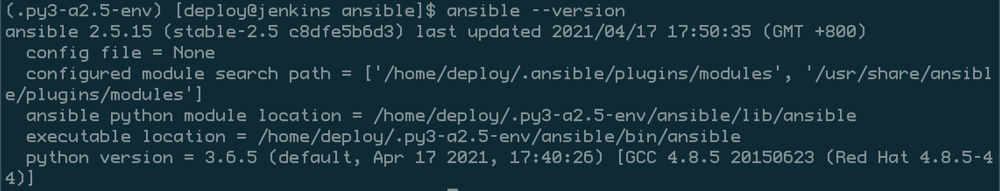 (.py3-a2.5-env) [deploy@jenkins ansible]$ ansible --version
ansible 2.5.15 (stable-2.5 c8dfe5b6d3) last updated 2021/04/17 17:50:35 (GMT +800)
  config file = None
  configured module search path = ['/home/deploy/.ansible/plugins/modules', '/usr/share/ansibl
e/plugins/modules']
  ansible python module location = /home/deploy/.py3-a2.5-env/ansible/lib/ansible
  executable location = /home/deploy/.py3-a2.5-env/ansible/bin/ansible
  python version = 3.6.5 (default, Apr 17 2021, 17:40:26) [GCC 4.8.5 20150623 (Red Hat 4.8.5-4
4)]